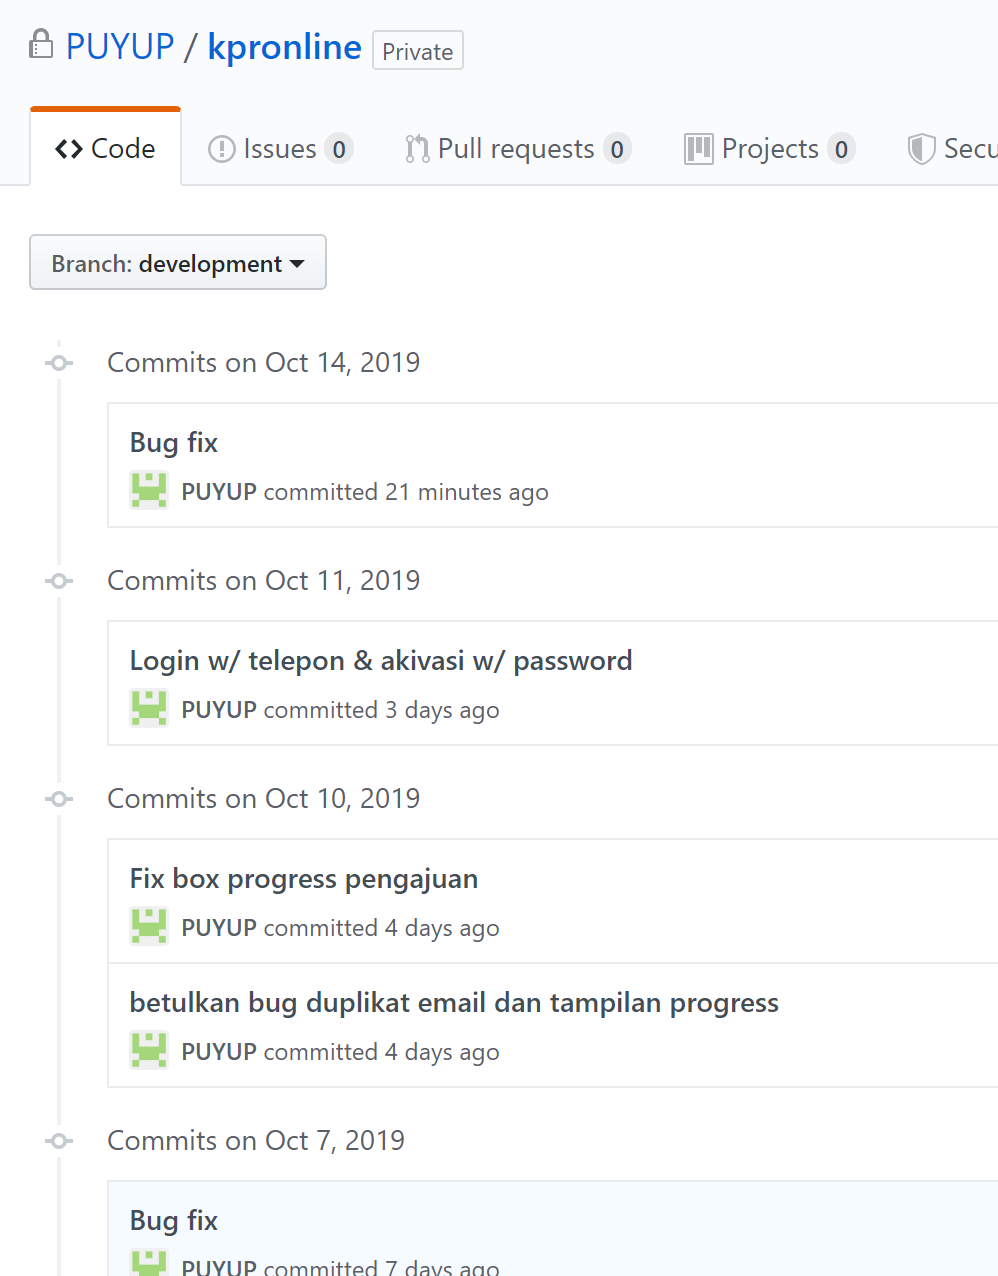 PUYUP / kpronline Private
Code Issues 0 Pull requests 0 Projects 0 Secu
Branch: development
Commits on Oct 14, 2019
Bug fix
PUYUP committed 21 minutes ago
Commits on Oct 11, 2019
Login w/ telepon & akivasi w/ password
PUYUP committed 3 days ago
Commits on Oct 10, 2019
Fix box progress pengajuan
PUYUP committed 4 days ago
betulkan bug duplikat email dan tampilan progress
PUYUP committed 4 days ago
Commits on Oct 7, 2019
Bug fix
PUYUP committed 7 days ago